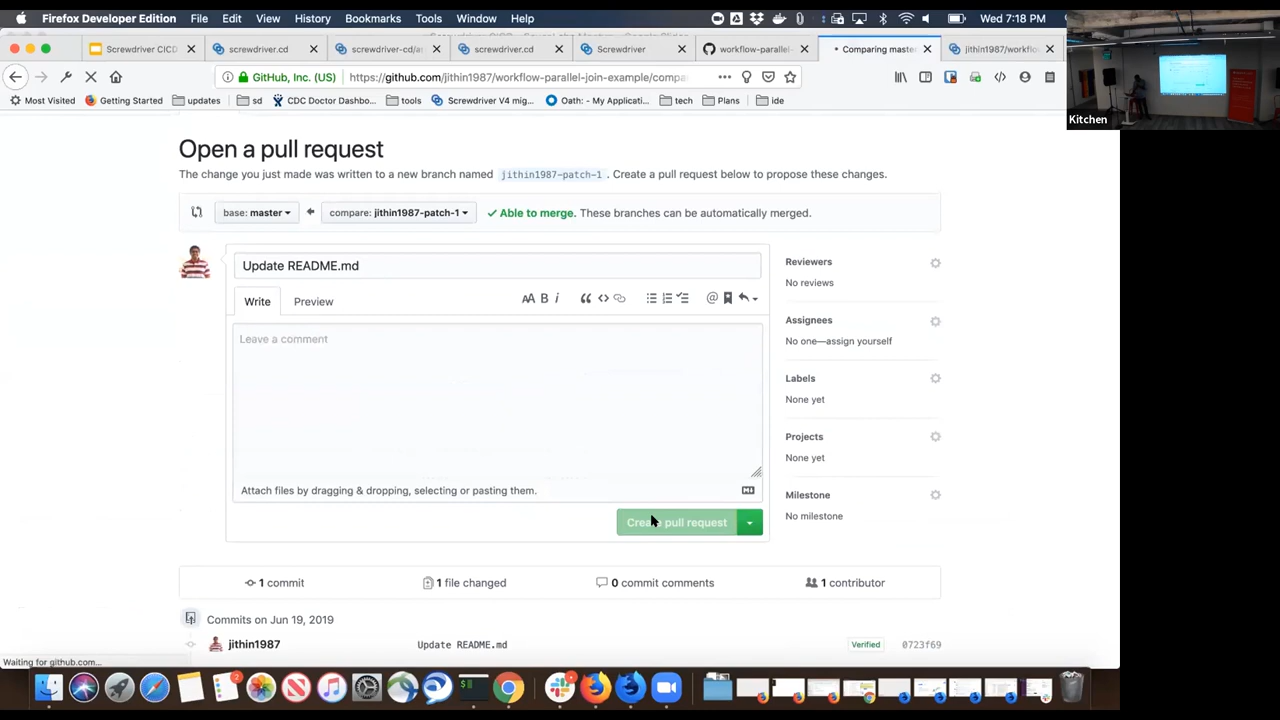 Firefox Developer Edition File Edit View History Bookmarks Tools Window Help Wed 7:18 PM
Screwdriver CICD screwdriver.cd screwdriver-cd/a screwdriver.cd Screwdriver workflow-parallel- Comparing maste jithin1987/workfl
GitHub, Inc. (US) https://github.com/jithin1987/workflow-parallel-join-example/compa
Most Visited Getting Started updates sd CDC Doctor Dashbo... tools Screwdriver V4 mig... Oath: - My Applicati... tech Plans ide
Kitchen
Open a pull request
The change you just made was written to a new branch named jithin1987-patch-1 . Create a pull request below to propose these changes.
base: master compare: jithin1987-patch-1 ✓ Able to merge. These branches can be automatically merged.
Update README.md
Write Preview
Leave a comment
Attach files by dragging & dropping, selecting or pasting them.
Create pull request
Reviewers
No reviews
Assignees
No one—assign yourself
Labels
None yet
Projects
None yet
Milestone
No milestone
1 commit 1 file changed 0 commit comments 1 contributor
Commits on Jun 19, 2019
jithin1987 Update README.md Verified 0723f69
Waiting for github.com...